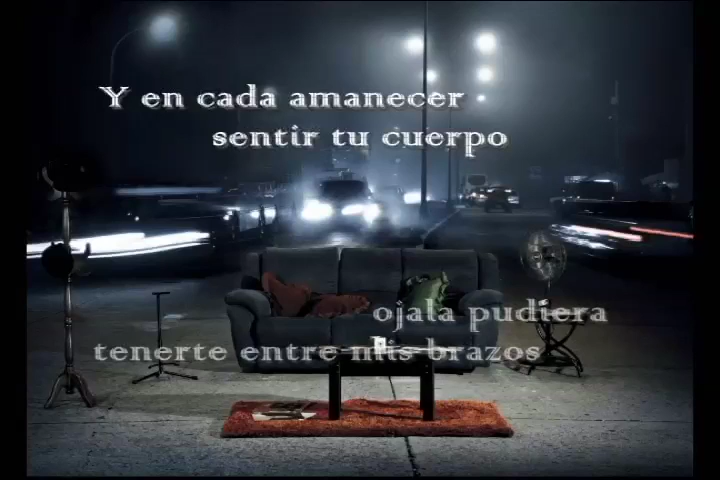 Y en cada amanecer
sentir tu cuerpo
ojala pudiera
tenerte entre mis brazos